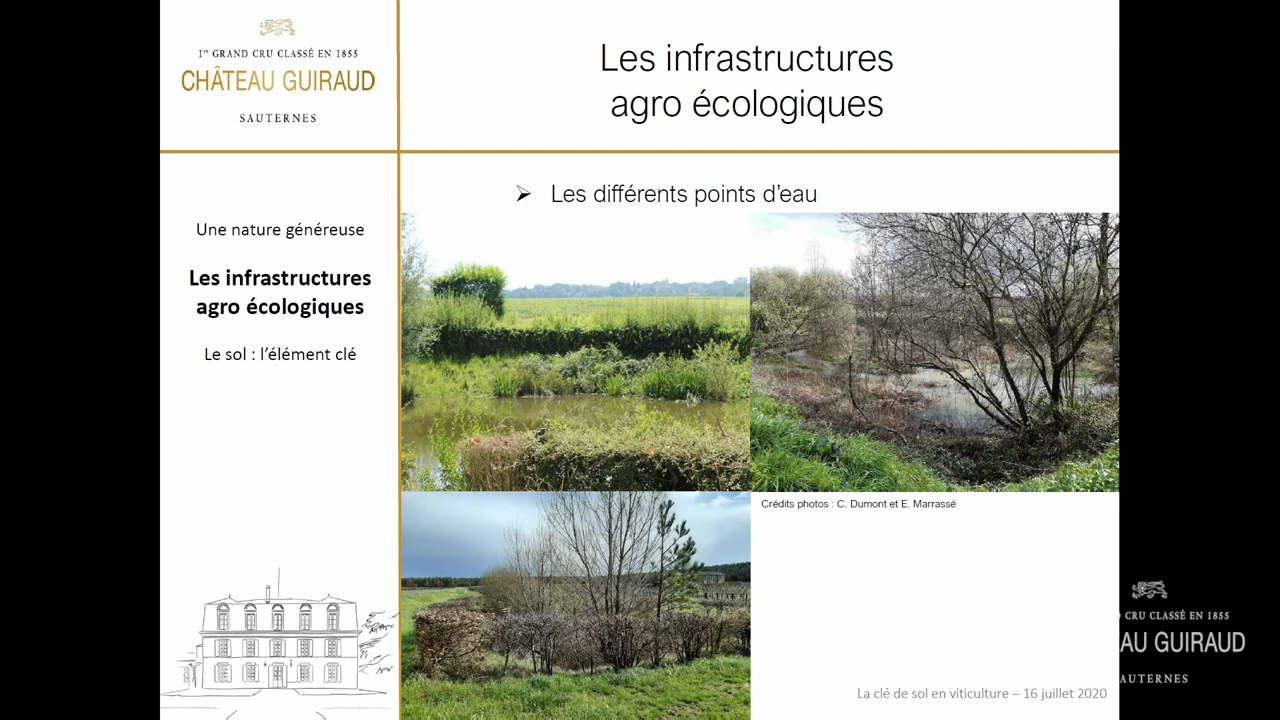 1er GRAND CRU CLASSÉ EN 1855
CHÂTEAU GUIRAUD
SAUTERNES
Les infrastructures
agro écologiques
Une nature généreuse
Les infrastructures
agro écologiques
Le sol : l'élément clé
➢ Les différents points d'eau
Crédits photos : C. Dumont et E. Marrassé
La clé de sol en viticulture – 16 juillet 2020
CRU CLASSÉ EN 1855
AU GUIRAUD
AUTERNES